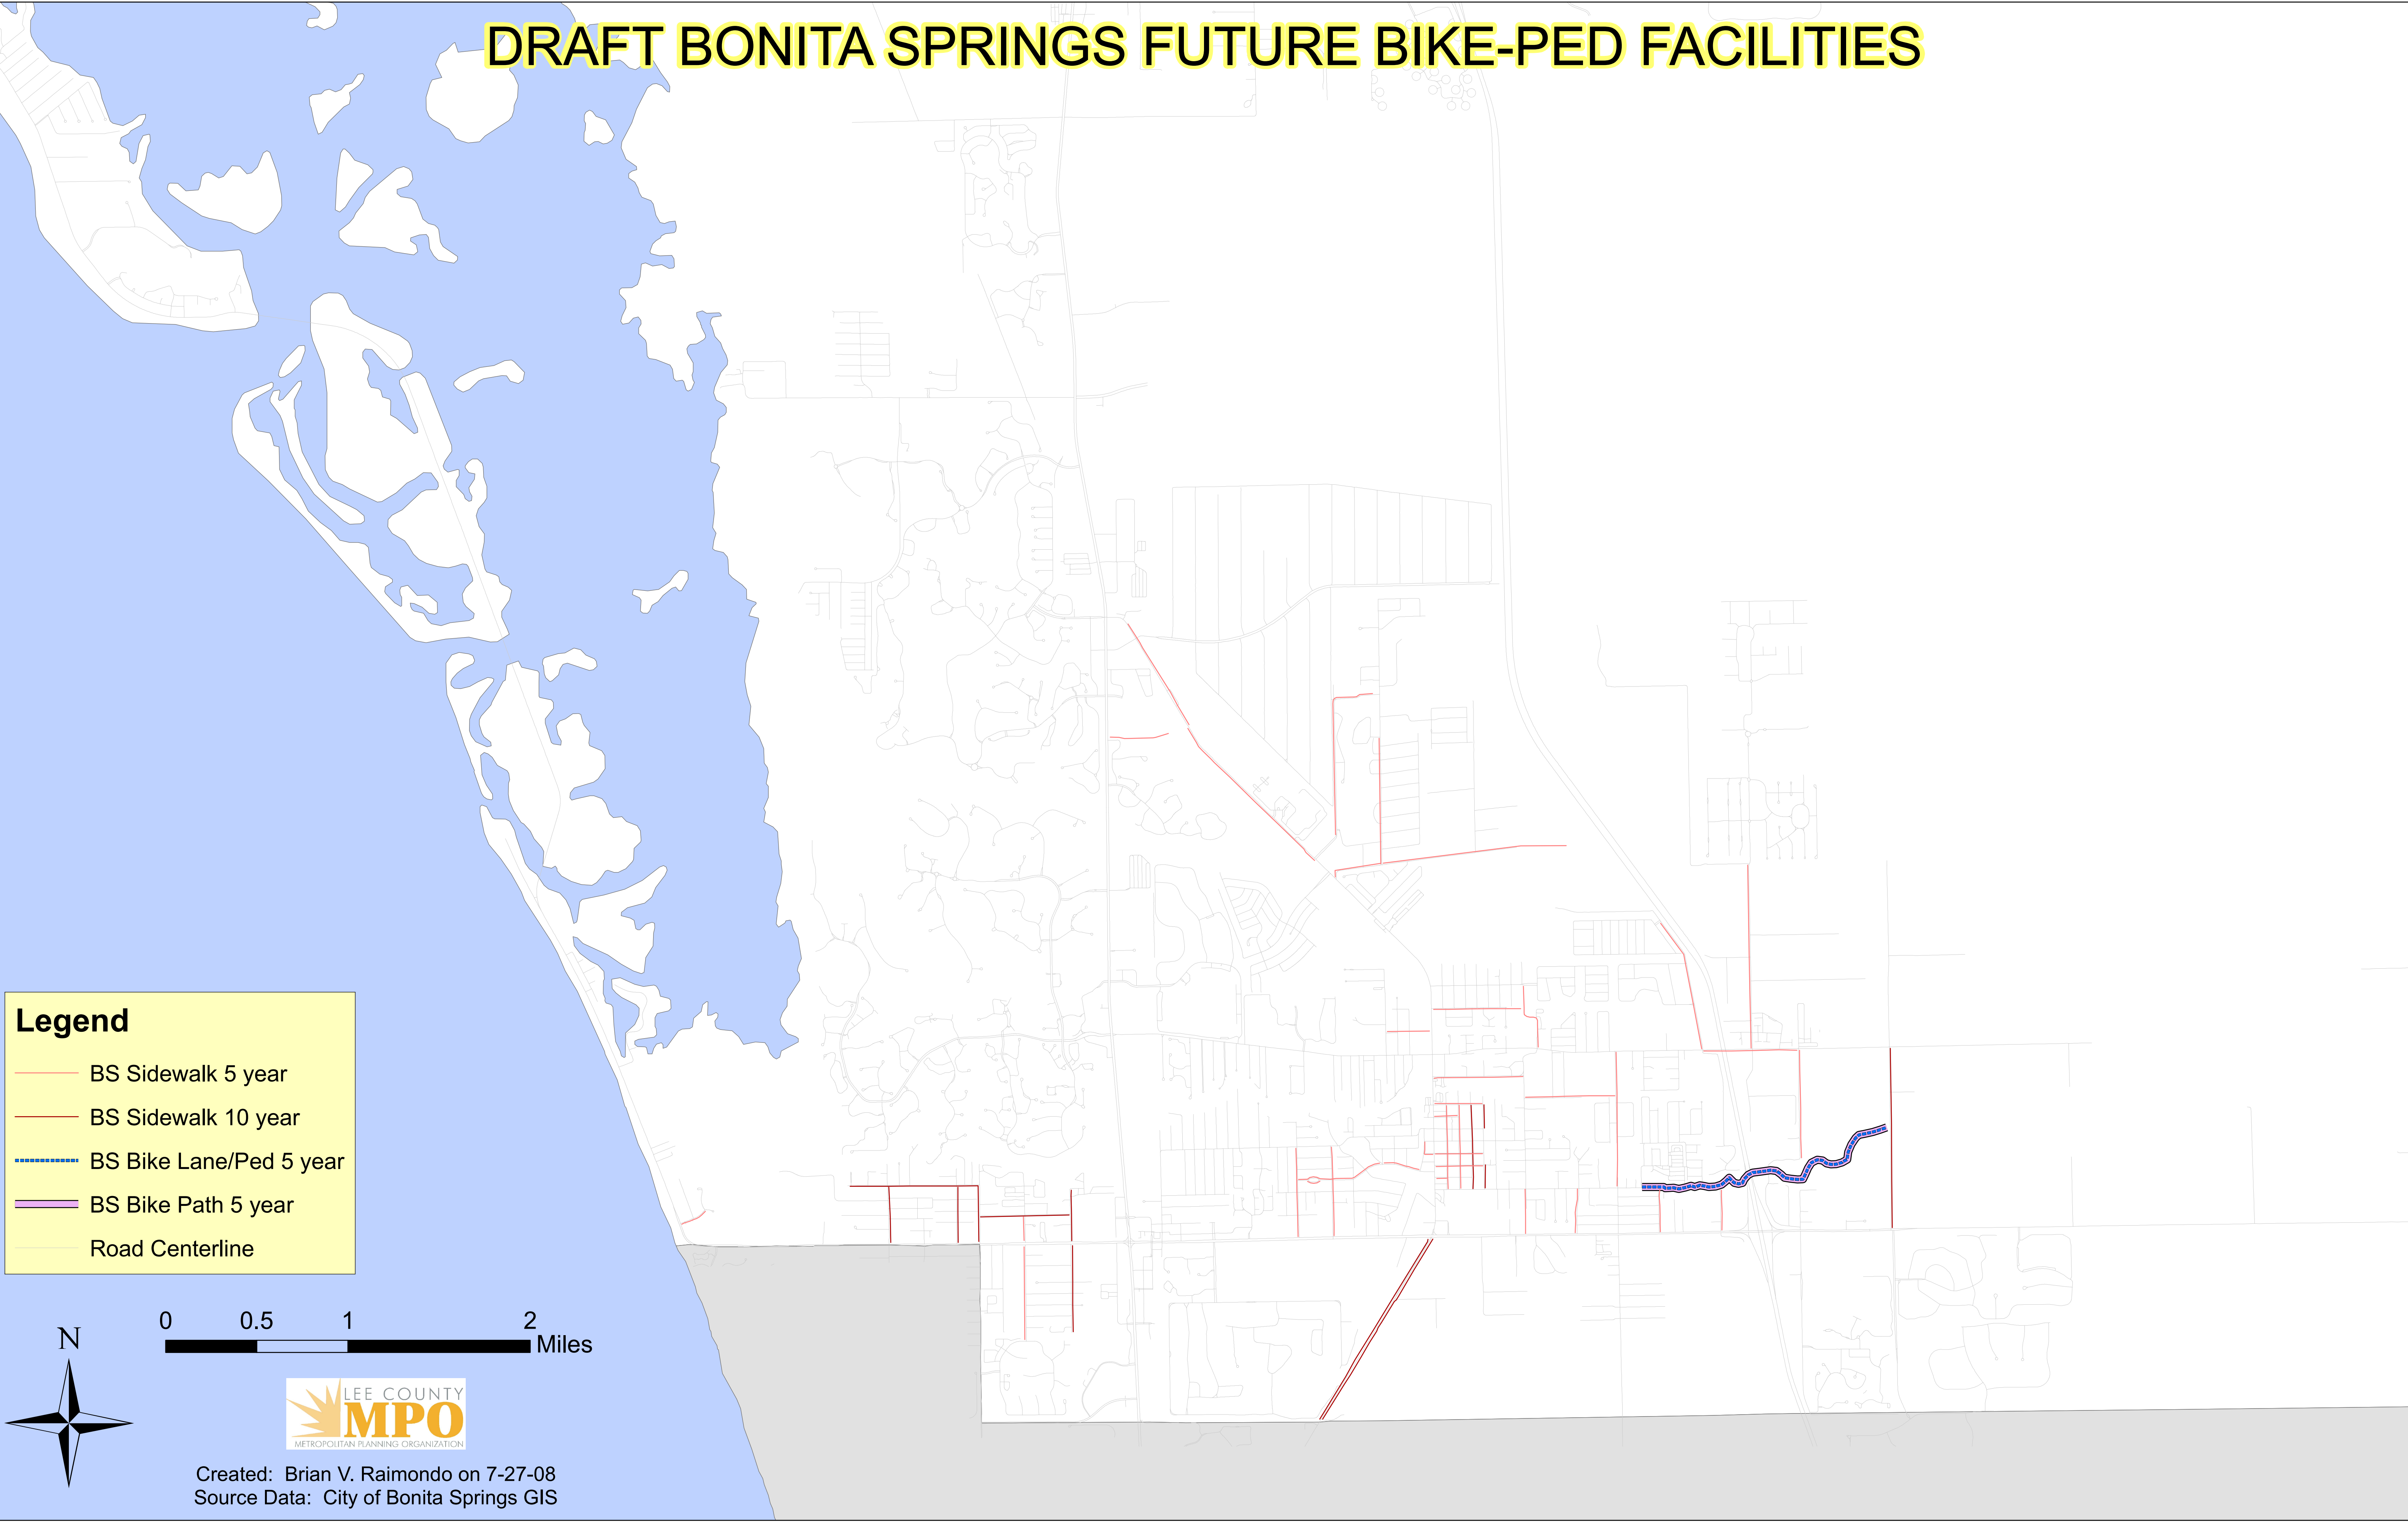 DRAFT BONITA SPRINGS FUTURE BIKE-PED FACILITIES
Legend
BS Sidewalk 5 year
BS Sidewalk 10 year
BS Bike Lane/Ped 5 year
BS Bike Path 5 year
Road Centerline
0 0.5 1 2
Miles
N
LEE COUNTY
MPO
METROPOLITAN PLANNING ORGANIZATION
Created: Brian V. Raimondo on 7-27-08
Source Data: City of Bonita Springs GIS